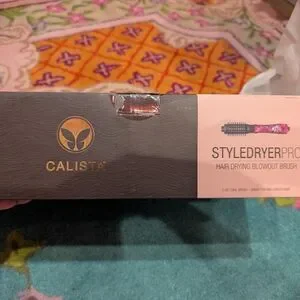 CALISTA
STYLEDRYERPRO
HAIR DRYING BLOWOUT BRUSH